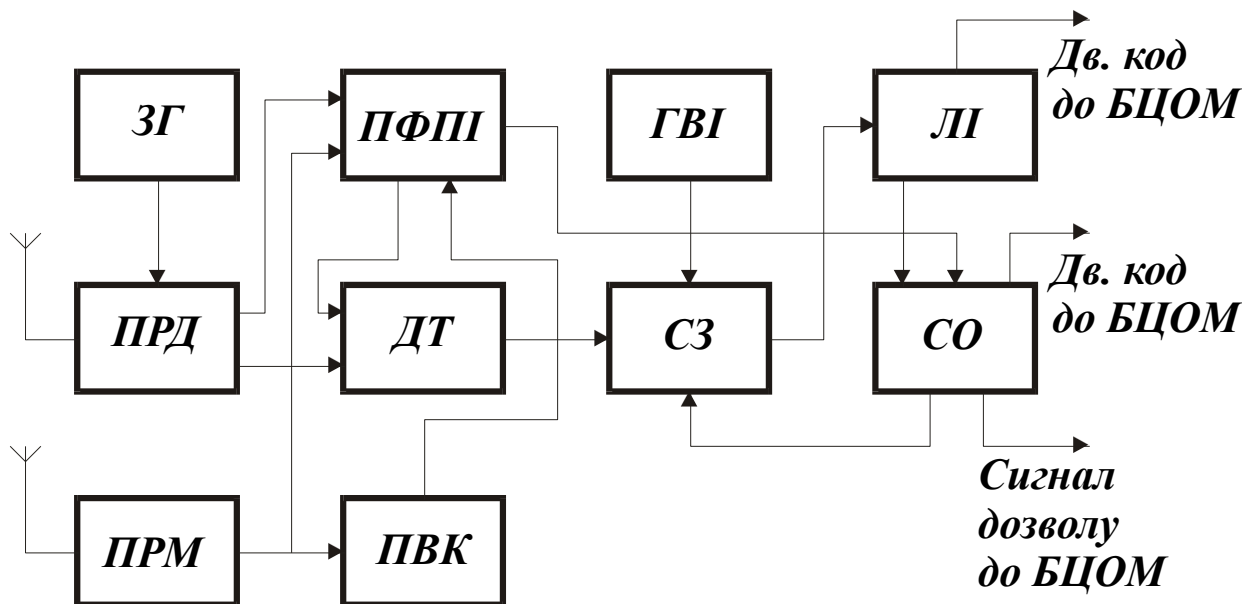 Дв. код
до БЦОМ
ЗГ
ПФПІ
ГВІ
ЛІ
Дв. код
до БЦОМ
ПРД
ДТ
СЗ
СО
Сигнал
дозволу
до БЦОМ
ПРМ
ПВК